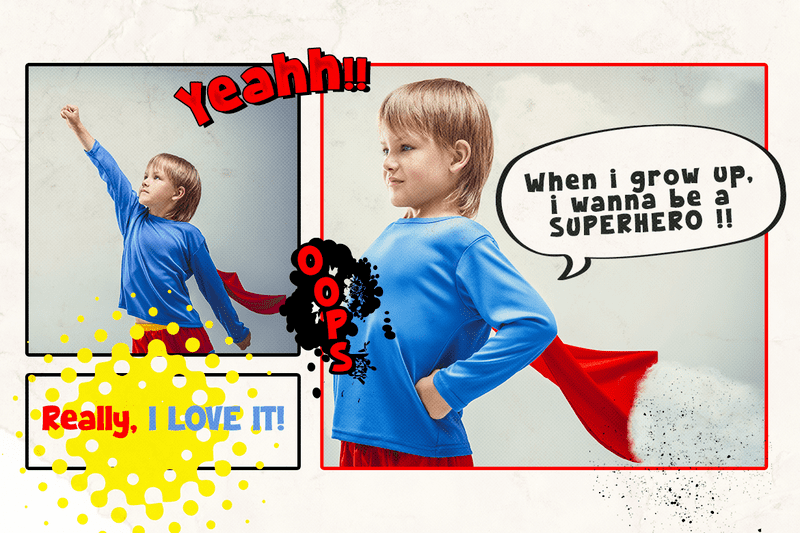 Yeahh!!
When i grow up,
i wanna be a
SUPERHERO !!
OOPS
Really, I LOVE IT!